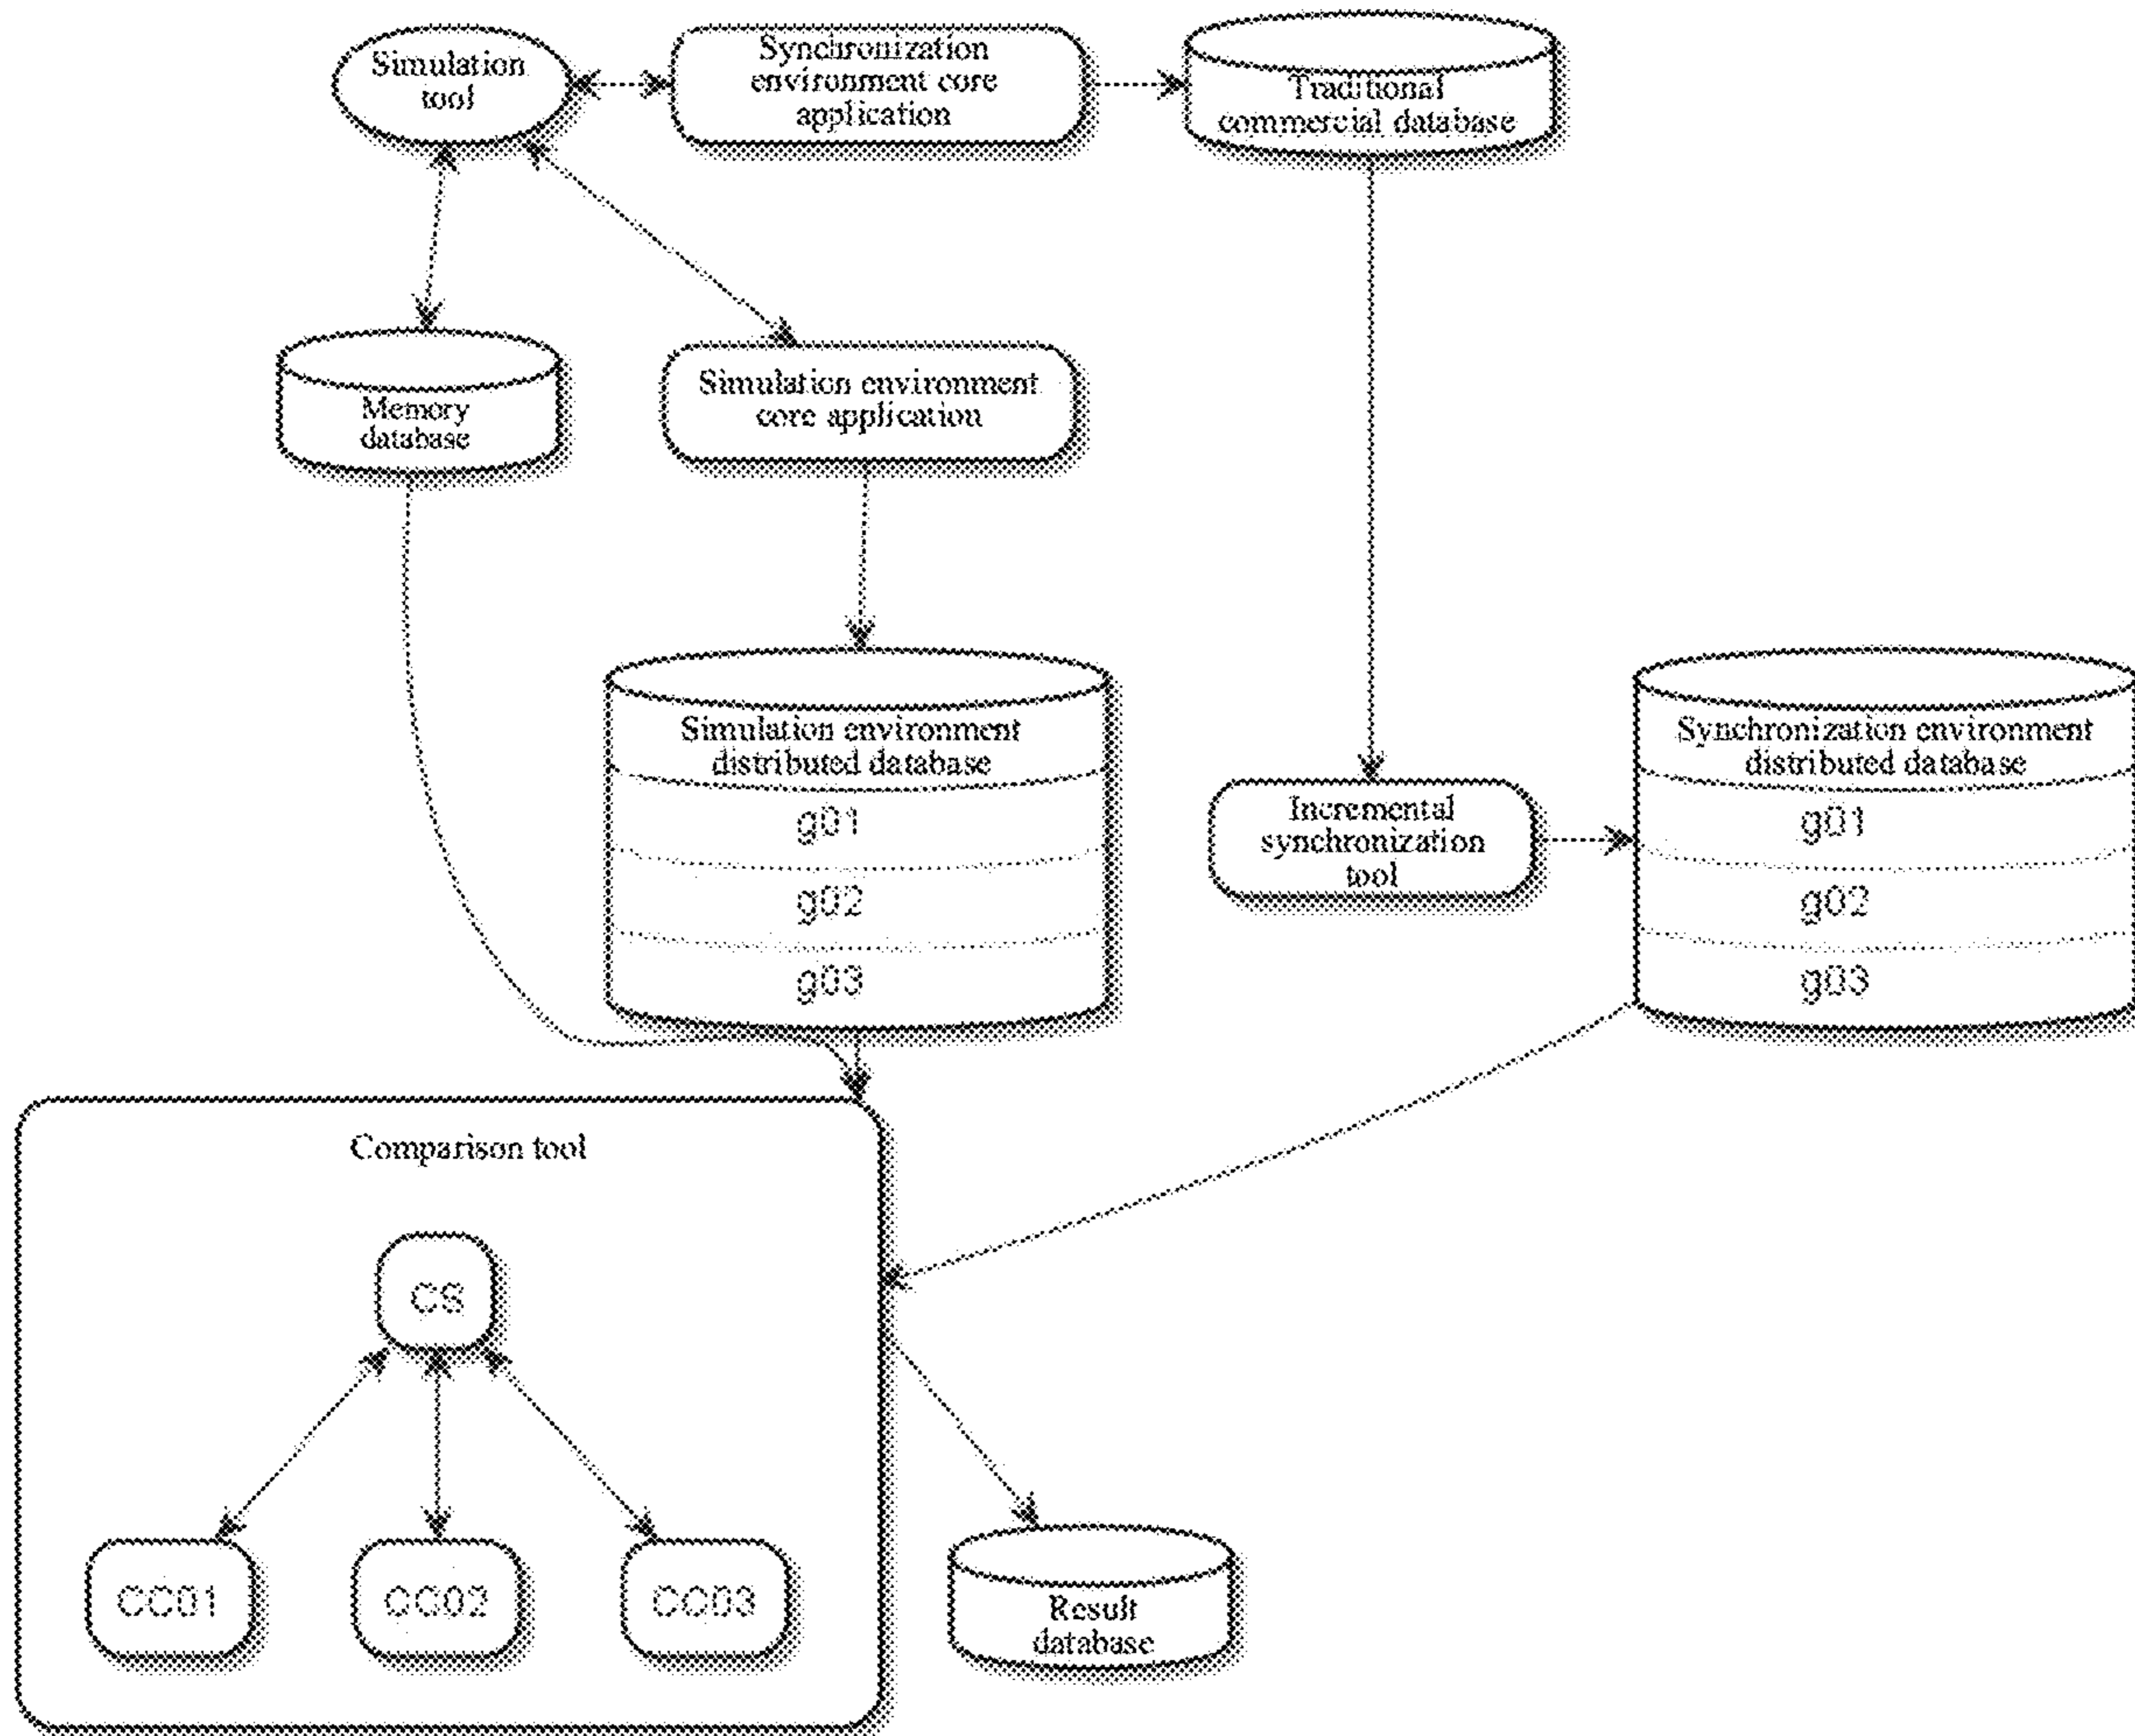 Simulation
tool
Synchronization
environment core
application
Traditional
commercial database
Memory
database
Simulation environment
core application
Simulation environment
distributed database
g01
g02
g03
Incremental
synchronization
tool
Synchronization environment
distributed database
g01
g02
g03
Comparison tool
CS
CC01
CC02
CC03
Result
database